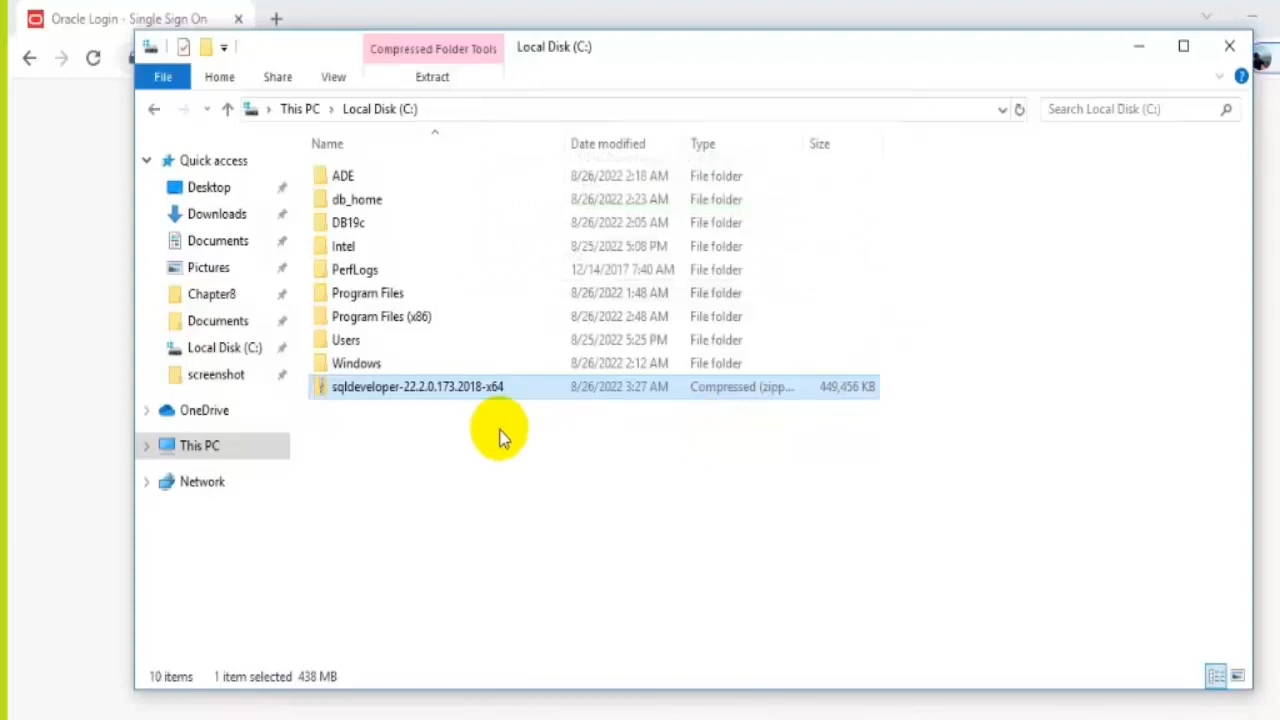 Oracle Login - Single Sign On
Compressed Folder Tools
Local Disk (C:)
File
Home
Share
View
Extract
This PC
Local Disk (C:)
Search Local Disk (C:)
Name
Date modified
Type
Size
Quick access
Desktop
Downloads
Documents
Pictures
Chapter8
Documents
Local Disk (C:)
screenshot
OneDrive
This PC
Network
ADE 8/26/2022 2:18 AM File folder
db_home 8/26/2022 2:23 AM File folder
DB19c 8/26/2022 2:05 AM File folder
Intel 8/25/2022 5:08 PM File folder
PerfLogs 12/14/2017 7:40 AM File folder
Program Files 8/26/2022 1:48 AM File folder
Program Files (x86) 8/26/2022 2:48 AM File folder
Users 8/25/2022 5:25 PM File folder
Windows 8/26/2022 2:12 AM File folder
sqldeveloper-22.2.0.173.2018-x64 8/26/2022 3:27 AM Compressed (zipp... 449,456 KB
10 items 1 item selected 438 MB